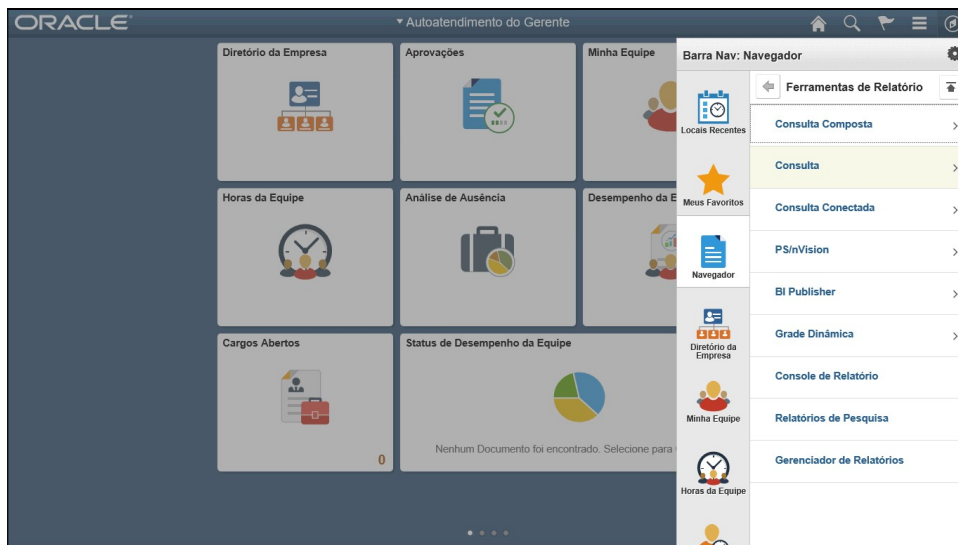 ORACLE
Autoatendimento do Gerente
Diretório da Empresa
Aprovações
Minha Equipe
Horas da Equipe
Análise de Ausência
Desempenho da E
Cargos Abertos
0
Status de Desempenho da Equipe
Nenhum Documento foi encontrado. Selecione para
Barra Nav: Navegador
Locais Recentes
Meus Favoritos
Navegador
Diretório da
Empresa
Minha Equipe
Horas da Equipe
Ferramentas de Relatório
Consulta Composta
Consulta
Consulta Conectada
PS/nVision
BI Publisher
Grade Dinâmica
Console de Relatório
Relatórios de Pesquisa
Gerenciador de Relatórios